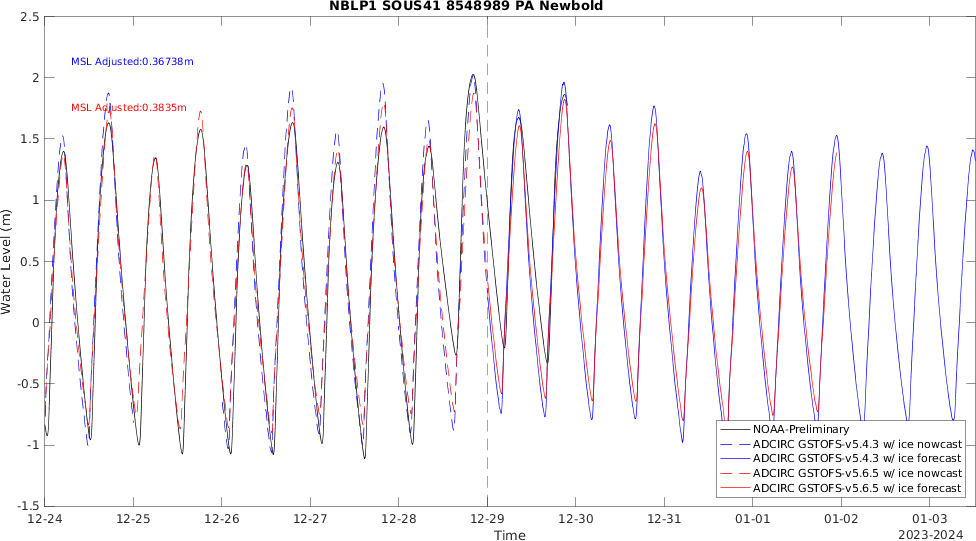 NBLP1 SOUS41 8548989 PA Newbold
2.5
2
1.5
1
0.5
0
-0.5
-1
-1.5
Water Level (m)
MSL Adjusted:0.36738m
MSL Adjusted:0.3835m
NOAA-Preliminary
ADCIRC GSTOFS-v5.4.3 w/ ice nowcast
ADCIRC GSTOFS-v5.4.3 w/ ice forecast
ADCIRC GSTOFS-v5.6.5 w/ ice nowcast
ADCIRC GSTOFS-v5.6.5 w/ ice forecast
12-24 12-25 12-26 12-27 12-28 12-29 12-30 12-31 01-01 01-02 01-03
Time
2023-2024